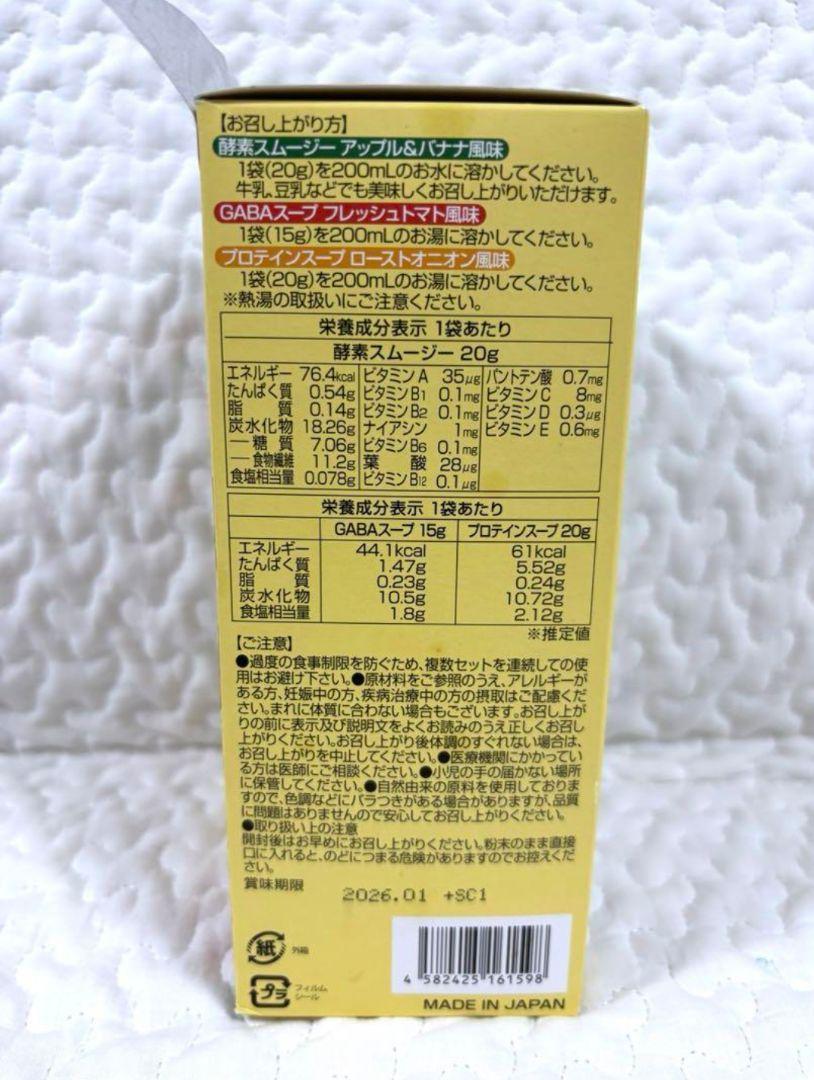 【お召し上がり方】
酵素スムージー アップル&バナナ風味
1袋(20g)を200mLのお水に溶かしてください。
牛乳、豆乳などでも美味しくお召し上がりいただけます。
GABAスープ フレッシュトマト風味
1袋(15g)を200mLのお湯に溶かしてください。
プロテインスープ ローストオニオン風味
1袋(20g)を200mLのお湯に溶かしてください。
※熱湯の取扱いにご注意ください。
栄養成分表示 1袋あたり
酵素スムージー 20g
エネルギー 76.4kcal ビタミンA 35μg パントテン酸 0.7mg
たんぱく質 0.54g ビタミンB1 0.1mg ビタミンC 8mg
脂質 0.14g ビタミンB2 0.1mg ビタミンD 0.3μg
炭水化物 18.26g ナイアシン 1mg ビタミンE 0.6mg
―糖質 7.06g ビタミンB6 0.1mg
―食物繊維 11.2g 葉酸 28μg
食塩相当量 0.078g ビタミンB12 0.1μg
栄養成分表示 1袋あたり
GABAスープ 15g プロテインスープ 20g
エネルギー 44.1kcal 61kcal
たんぱく質 1.47g 5.52g
脂質 0.23g 0.24g
炭水化物 10.5g 10.72g
食塩相当量 1.8g 2.12g
※推定値
【ご注意】
●過度の食事制限を防ぐため、複数セットを連続しての使
用はお避け下さい。●原材料をご参照のうえ、アレルギーが
ある方、妊娠中の方、疾病治療中の方の摂取はご配慮くだ
さい。まれに体質に合わない場合もございます。お召し上が
りの前に表示及び説明文をよくお読みのうえ正しくお召し
上がりください。お召し上がり後体調のすぐれない場合は、
お召し上がりを中止してください。●医療機関にかかってい
る方は医師にご相談ください。●小児の手の届かない場所
に保管してください。●自然由来の原料を使用しておりま
すので、色調などにバラつきがある場合がありますが、品質
に問題はありませんので安心してお召し上がりください。
●取り扱い上の注意
開封後はお早めにお召し上がりください。粉末のまま直接
口に入れると、のどにつまる危険がありますのでお控えくだ
さい。
賞味期限
2026.01 +SC1
紙 外箱
プラ フィルム
シール
4 582425 161598
MADE IN JAPAN